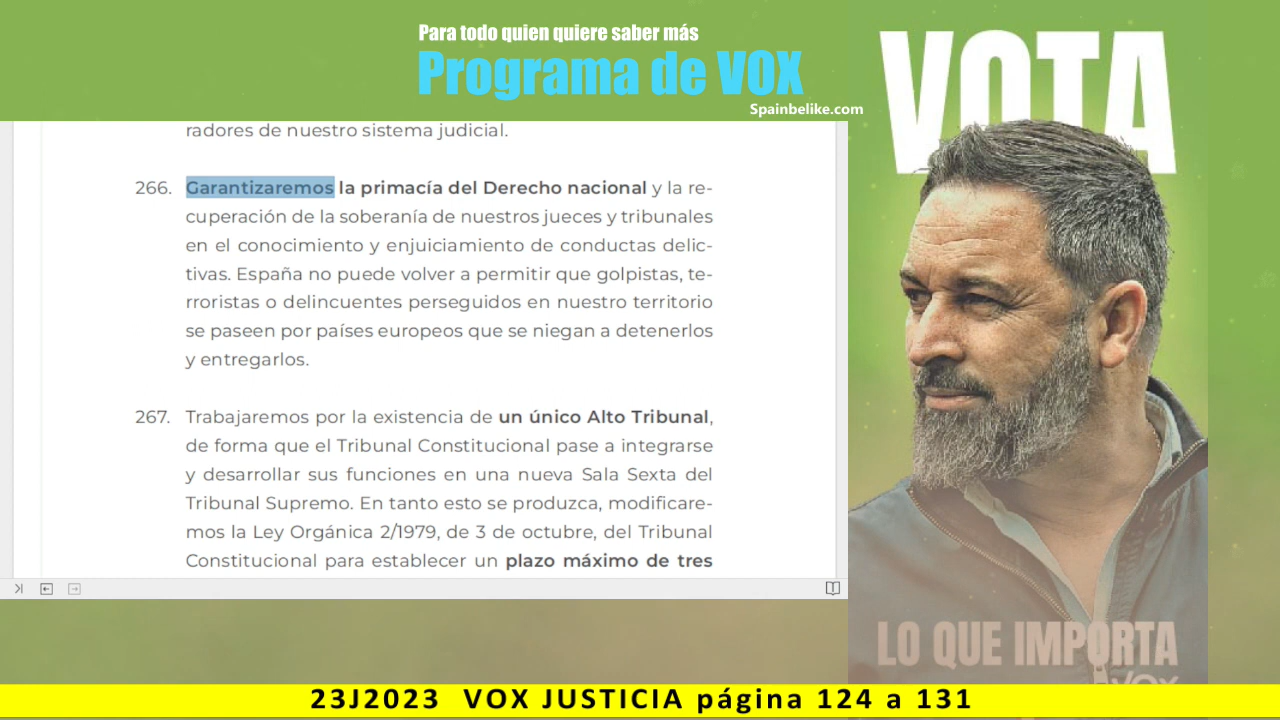 Para todo quien quiere saber más
Programa de VOX
Spainbelike.com
VOTA
radores de nuestro sistema judicial.
266. Garantizaremos la primacía del Derecho nacional y la re-
cuperación de la soberanía de nuestros jueces y tribunales
en el conocimiento y enjuiciamiento de conductas delic-
tivas. España no puede volver a permitir que golpistas, te-
rroristas o delincuentes perseguidos en nuestro territorio
se paseen por países europeos que se niegan a detenerlos
y entregarlos.
267. Trabajaremos por la existencia de un único Alto Tribunal,
de forma que el Tribunal Constitucional pase a integrarse
y desarrollar sus funciones en una nueva Sala Sexta del
Tribunal Supremo. En tanto esto se produzca, modificare-
mos la Ley Orgánica 2/1979, de 3 de octubre, del Tribunal
Constitucional para establecer un plazo máximo de tres
LO QUE IMPORTA
VOX
23J2023 VOX JUSTICIA página 124 a 131